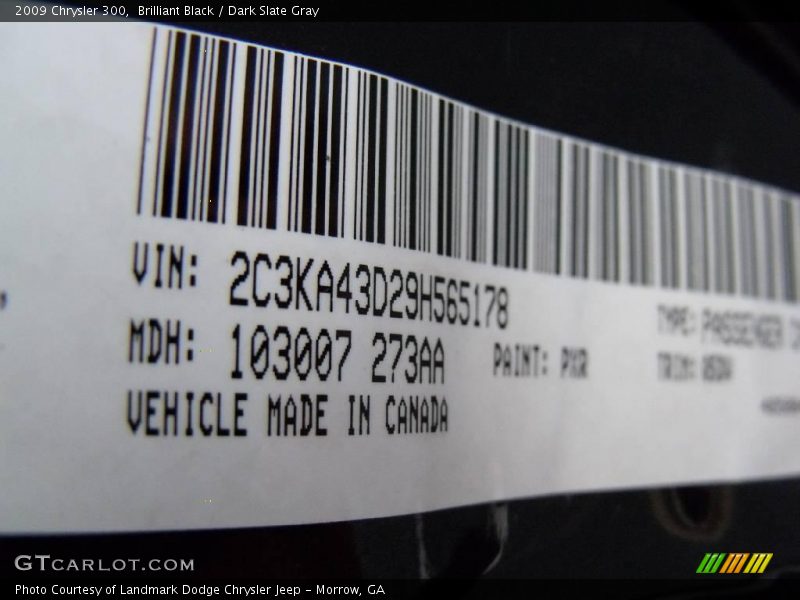 2009 Chrysler 300, Brilliant Black / Dark Slate Gray
VIN: 2C3KA43D29H565178
MDH: 103007 273AA PAINT: PXR
VEHICLE MADE IN CANADA
TYPE: PASSENGER
TRIM:
GTCARLOT.COM
Photo Courtesy of Landmark Dodge Chrysler Jeep - Morrow, GA